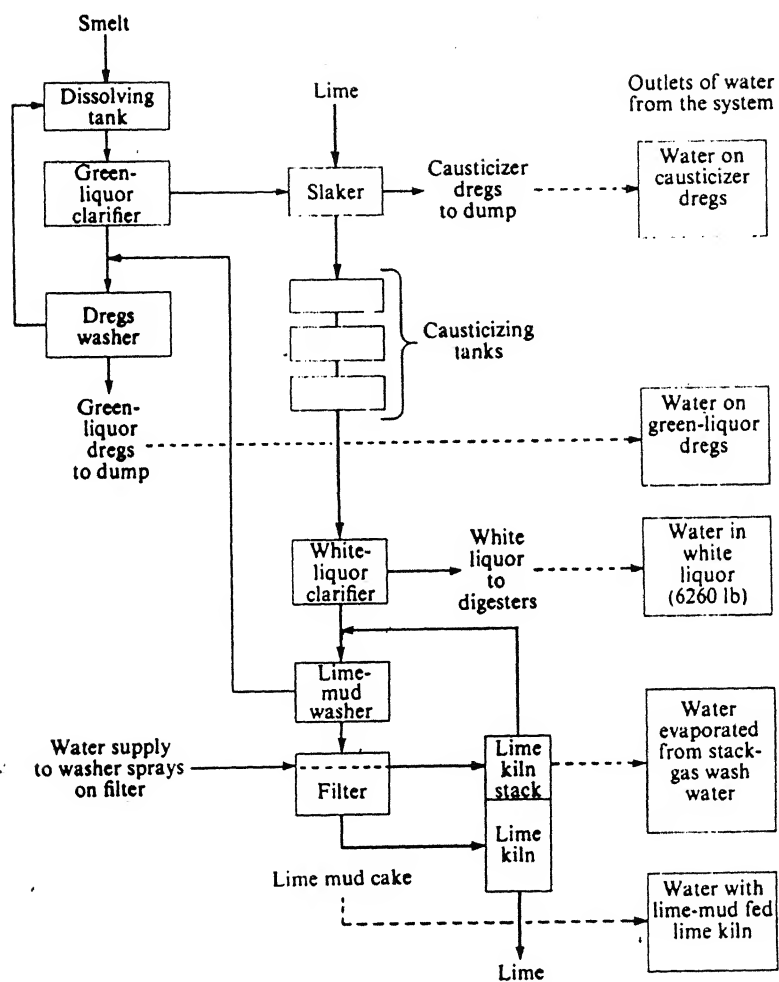 Smelt
Dissolving
tank
Green-
liquor
clarifier
Dregs
washer
Green-
liquor
dregs
to dump
Lime
Slaker
Causticizer
dregs
to dump
Causticizing
tanks
White-
liquor
clarifier
White
liquor
to
digesters
Lime-
mud
washer
Water supply
to washer sprays
on filter
Filter
Lime
kiln
stack
Lime
kiln
Lime mud cake
Lime
Outlets of water
from the system
Water on
causticizer
dregs
Water on
green-liquor
dregs
Water in
white
liquor
(6260 lb)
Water
evaporated
from stack-
gas wash
water
Water with
lime-mud fed
lime kiln